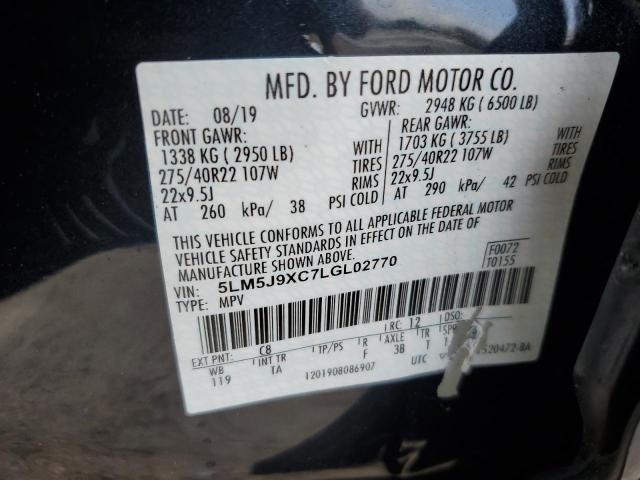 MFD. BY FORD MOTOR CO.
DATE: 08/19 GVWR: 2948 KG ( 6500 LB)
FRONT GAWR: REAR GAWR:
1338 KG ( 2950 LB) WITH 1703 KG ( 3755 LB) WITH
275/40R22 107W TIRES 275/40R22 107W TIRES
22x9.5J RIMS 22x9.5J RIMS
AT 260 kPa/ 38 PSI COLD AT 290 kPa/ 42 PSI COLD
THIS VEHICLE CONFORMS TO ALL APPLICABLE FEDERAL MOTOR
VEHICLE SAFETY STANDARDS IN EFFECT ON THE DATE OF
MANUFACTURE SHOWN ABOVE.
F0072
VIN: 5LM5J9XC7LGL02770
T0155
TYPE: MPV
EXT PNT: C8 RC: 12 DSO:
WB INT TR TP/PS R AXLE TR SPR
119 TA F 3B T
1201908086907 UTC 1520472-BA